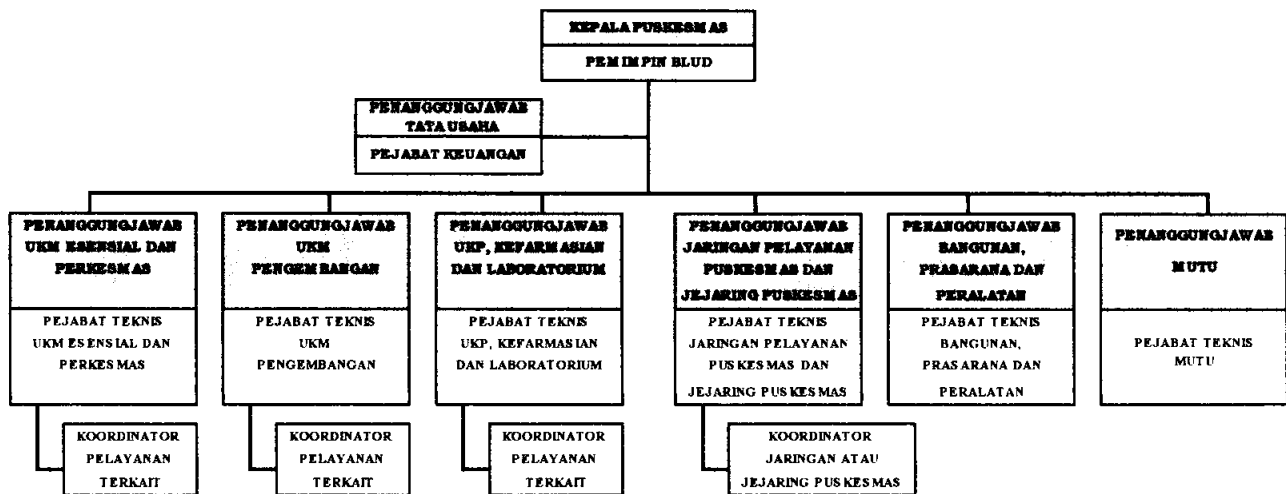 KEPALA PUSKESMAS
PEMIMPIN BLUD
PENANGGUNGJAWAB
TATA USAHA
PEJABAT KEUANGAN
PENANGGUNGJAWAB
UKM ESENSIAL DAN
PERKESMAS
PEJABAT TEKNIS
UKM ESENSIAL DAN
PERKESMAS
KOORDINATOR
PELAYANAN
TERKAIT
PENANGGUNGJAWAB
UKM
PENGEMBANGAN
PEJABAT TEKNIS
UKM
PENGEMBANGAN
KOORDINATOR
PELAYANAN
TERKAIT
PENANGGUNGJAWAB
UKP, KEFARMASIAN
DAN LABORATORIUM
PEJABAT TEKNIS
UKP, KEFARMASIAN
DAN LABORATORIUM
KOORDINATOR
PELAYANAN
TERKAIT
PENANGGUNGJAWAB
JARINGAN PELAYANAN
PUSKESMAS DAN
JEJARING PUSKESMAS
PEJABAT TEKNIS
JARINGAN PELAYANAN
PUSKESMAS DAN
JEJARING PUSKESMAS
KOORDINATOR
JARINGAN ATAU
JEJARING PUSKESMAS
PENANGGUNGJAWAB
BANGUNAN,
PRASARANA DAN
PERALATAN
PEJABAT TEKNIS
BANGUNAN,
PRASARANA DAN
PERALATAN
PENANGGUNGJAWAB
MUTU
PEJABAT TEKNIS
MUTU